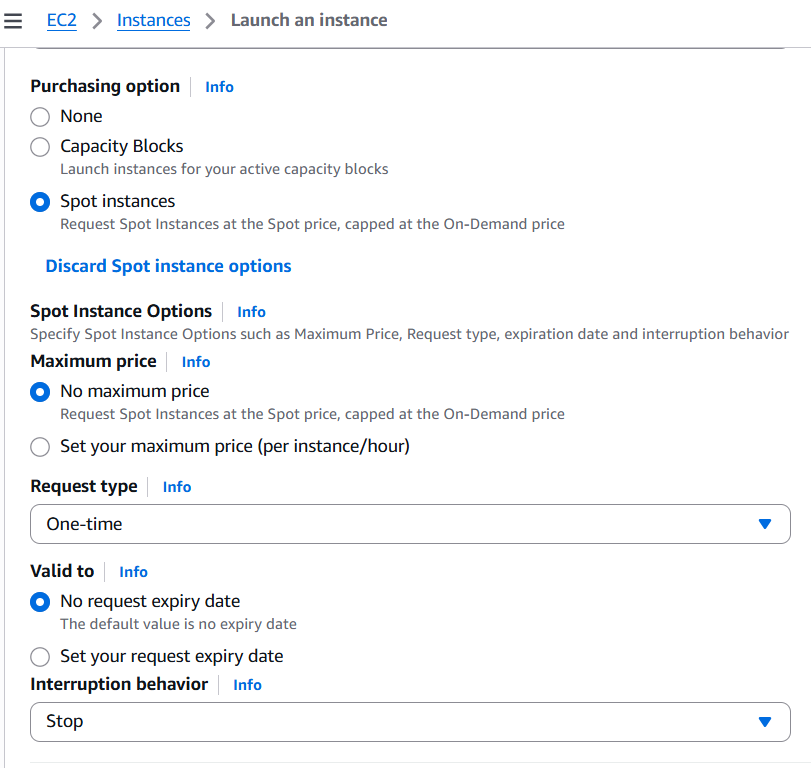 EC2 > Instances > Launch an instance
Purchasing option Info
None
Capacity Blocks
Launch instances for your active capacity blocks
Spot instances
Request Spot Instances at the Spot price, capped at the On-Demand price
Discard Spot instance options
Spot Instance Options Info
Specify Spot Instance Options such as Maximum Price, Request type, expiration date and interruption behavior
Maximum price Info
No maximum price
Request Spot Instances at the Spot price, capped at the On-Demand price
Set your maximum price (per instance/hour)
Request type Info
One-time
Valid to Info
No request expiry date
The default value is no expiry date
Set your request expiry date
Interruption behavior Info
Stop